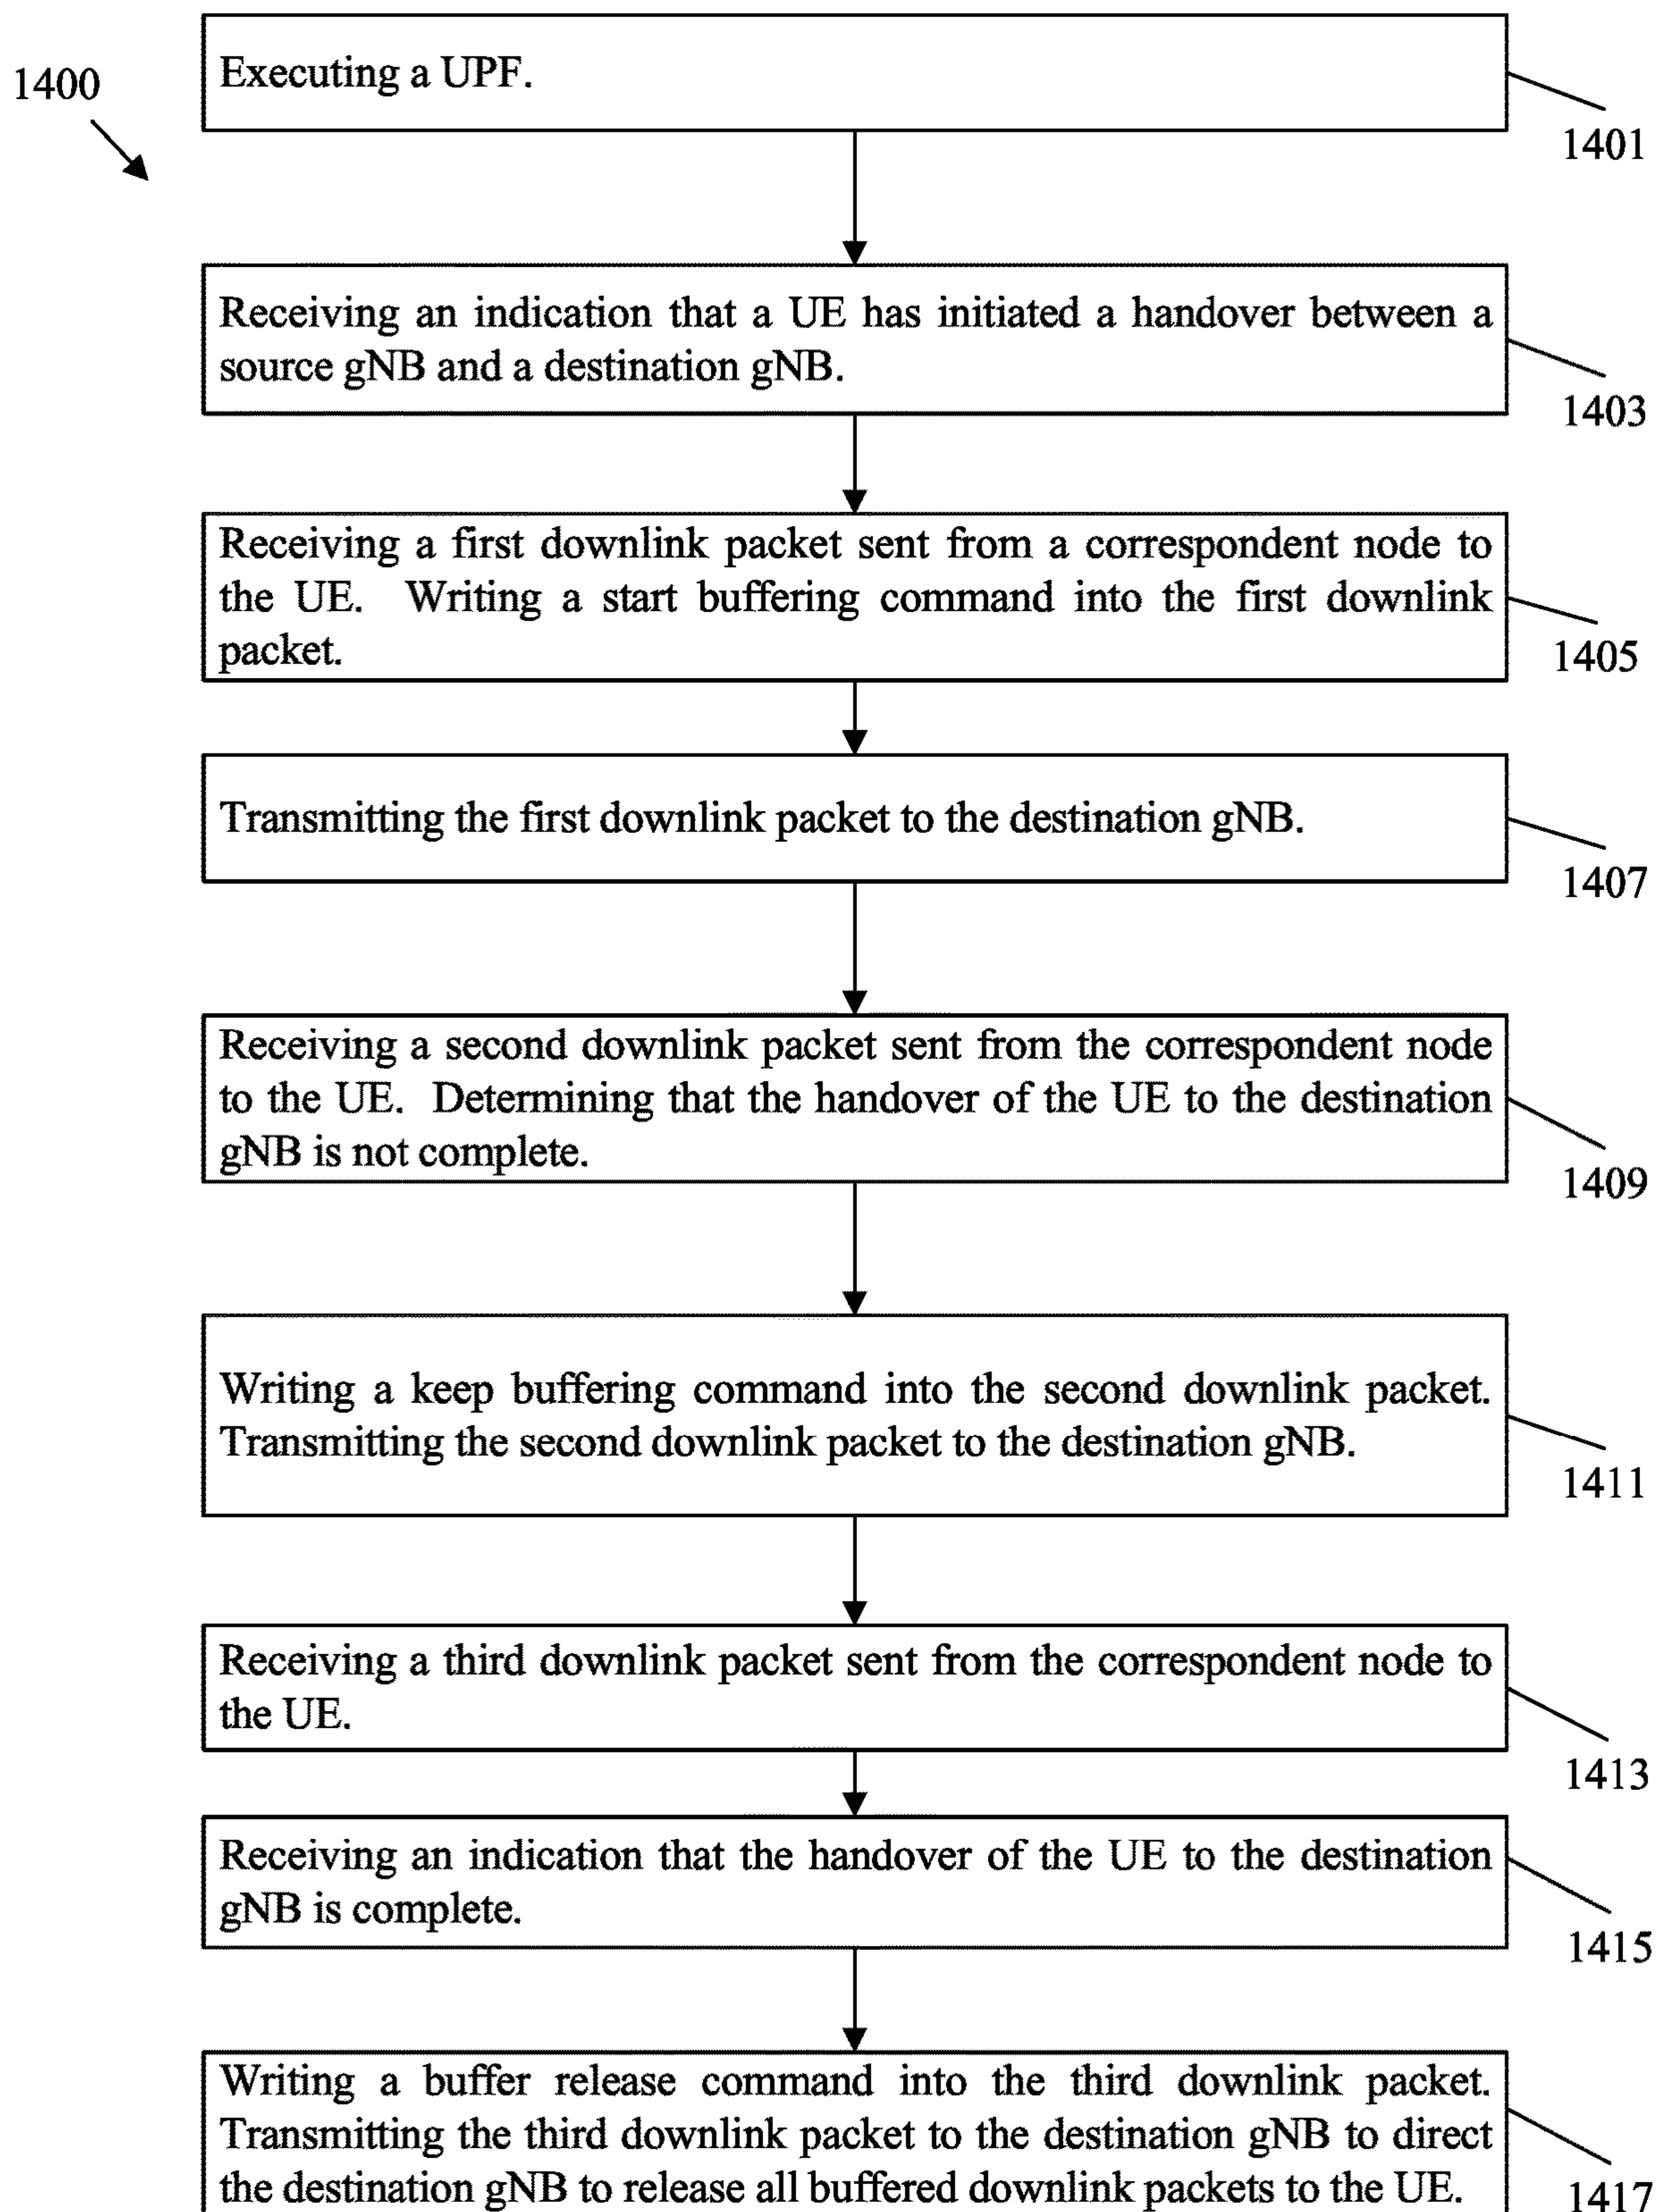 1400
Executing a UPF.
1401
Receiving an indication that a UE has initiated a handover between a
source gNB and a destination gNB.
1403
Receiving a first downlink packet sent from a correspondent node to
the UE. Writing a start buffering command into the first downlink
packet.
1405
Transmitting the first downlink packet to the destination gNB.
1407
Receiving a second downlink packet sent from the correspondent node
to the UE. Determining that the handover of the UE to the destination
gNB is not complete.
1409
Writing a keep buffering command into the second downlink packet.
Transmitting the second downlink packet to the destination gNB.
1411
Receiving a third downlink packet sent from the correspondent node to
the UE.
1413
Receiving an indication that the handover of the UE to the destination
gNB is complete.
1415
Writing a buffer release command into the third downlink packet.
Transmitting the third downlink packet to the destination gNB to direct
the destination gNB to release all buffered downlink packets to the UE.
1417